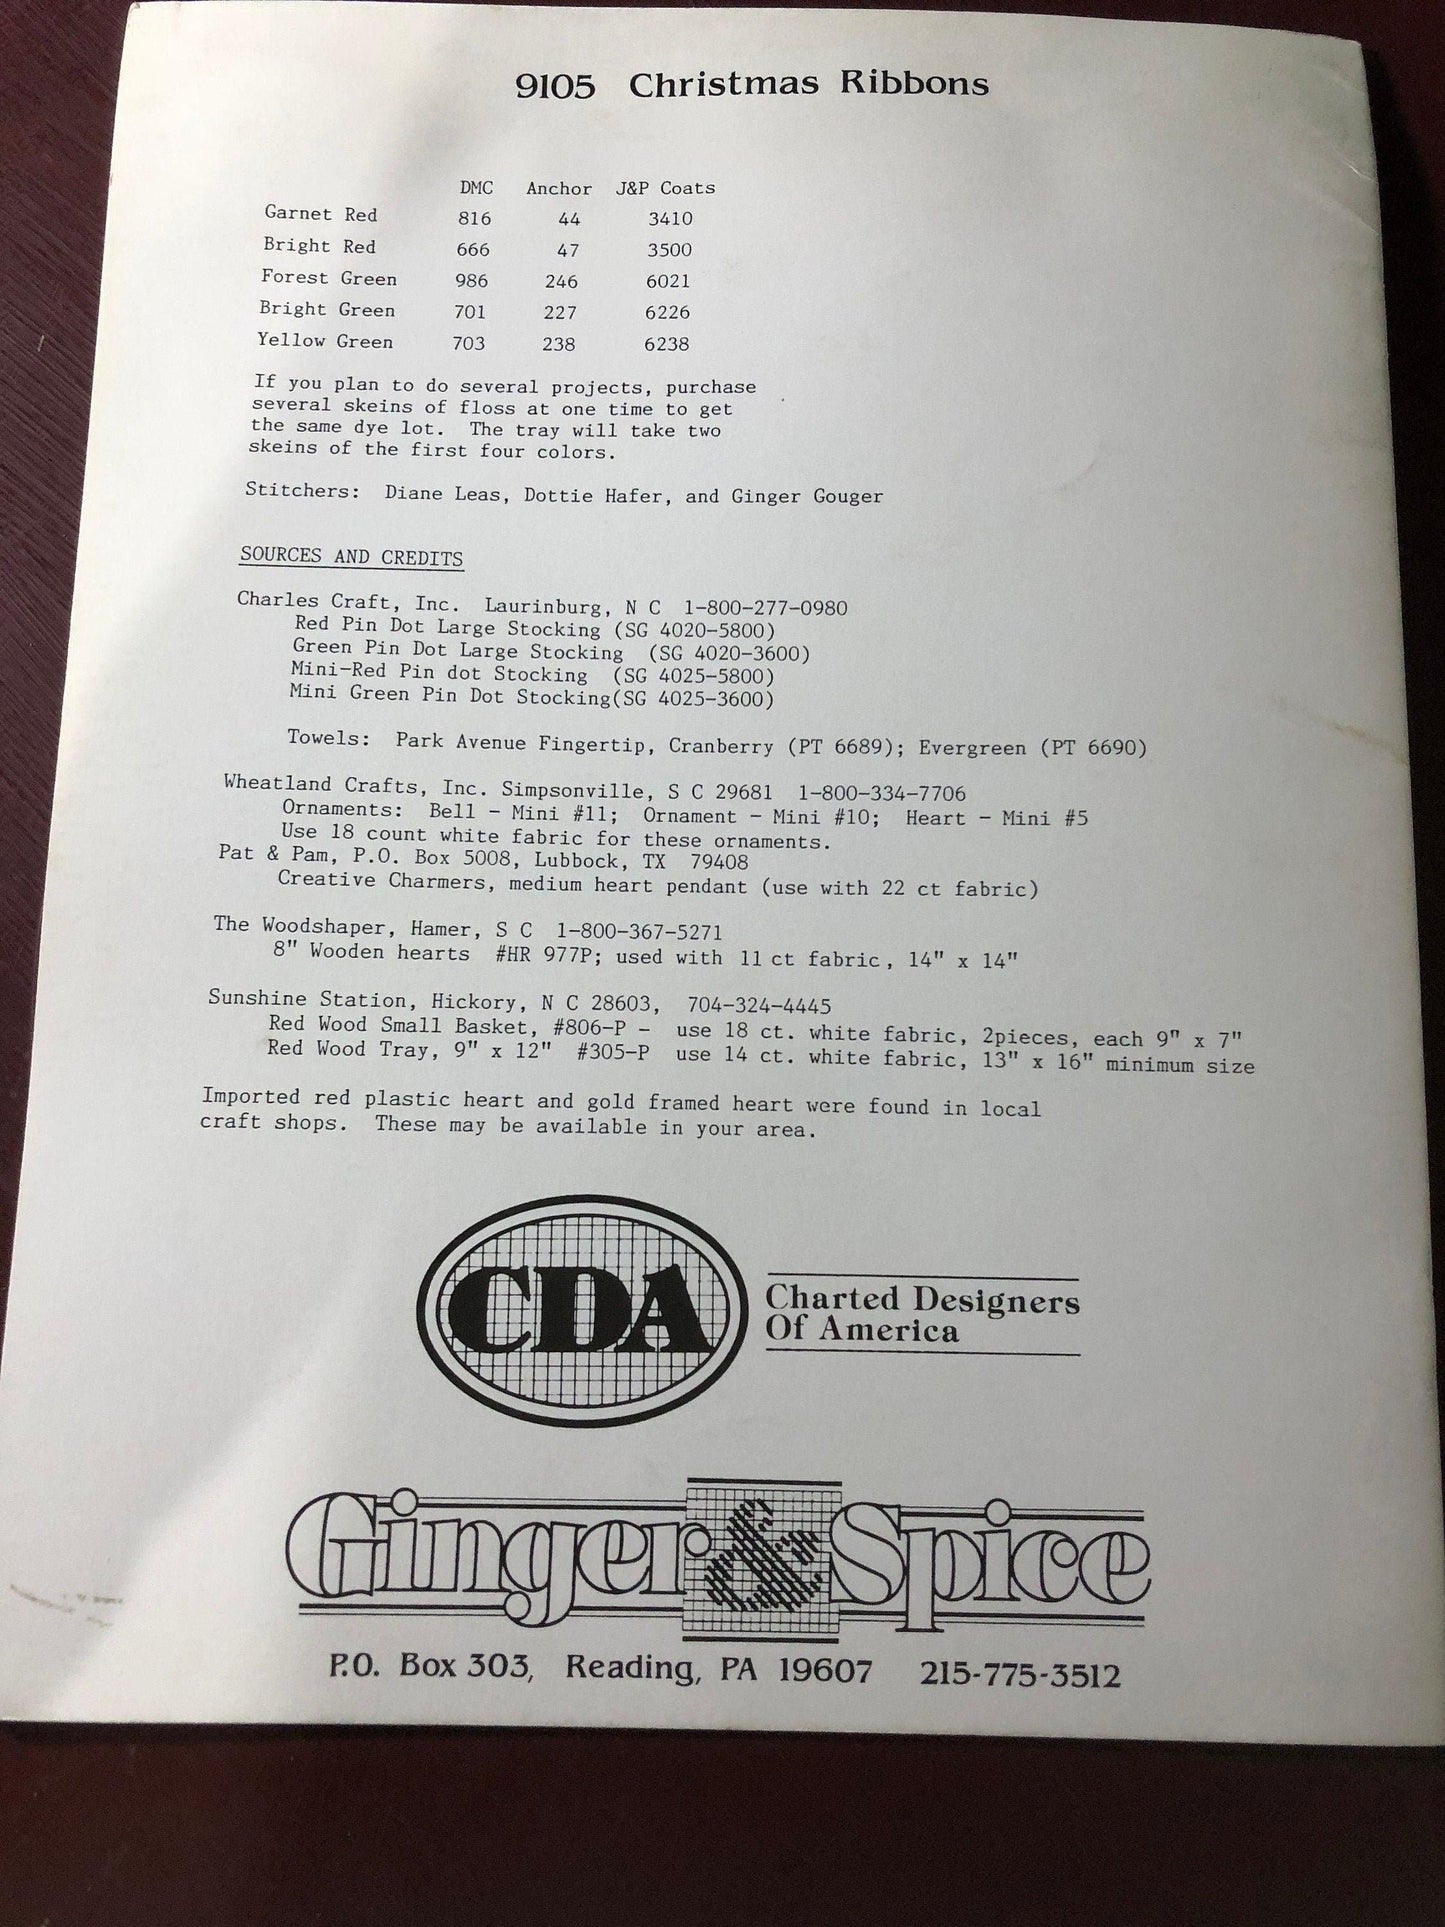 9105 Christmas Ribbons
DMC Anchor J&P Coats
Garnet Red 816 44 3410
Bright Red 666 47 3500
Forest Green 986 246 6021
Bright Green 701 227 6226
Yellow Green 703 238 6238
If you plan to do several projects, purchase
several skeins of floss at one time to get
the same dye lot. The tray will take two
skeins of the first four colors.
Stitchers: Diane Leas, Dottie Hafer, and Ginger Gouger
SOURCES AND CREDITS
Charles Craft, Inc. Laurinburg, N C 1-800-277-0980
Red Pin Dot Large Stocking (SG 4020-5800)
Green Pin Dot Large Stocking (SG 4020-3600)
Mini-Red Pin dot Stocking (SG 4025-5800)
Mini Green Pin Dot Stocking(SG 4025-3600)
Towels: Park Avenue Fingertip, Cranberry (PT 6689); Evergreen (PT 6690)
Wheatland Crafts, Inc. Simpsonville, S C 29681 1-800-334-7706
Ornaments: Bell - Mini #11; Ornament - Mini #10; Heart - Mini #5
Use 18 count white fabric for these ornaments.
Pat & Pam, P.O. Box 5008, Lubbock, TX 79408
Creative Charmers, medium heart pendant (use with 22 ct fabric)
The Woodshaper, Hamer, S C 1-800-367-5271
8" Wooden hearts #HR 977P; used with 11 ct fabric, 14" x 14"
Sunshine Station, Hickory, N C 28603, 704-324-4445
Red Wood Small Basket, #806-P - use 18 ct. white fabric, 2pieces, each 9" x 7"
Red Wood Tray, 9" x 12" #305-P use 14 ct. white fabric, 13" x 16" minimum size
Imported red plastic heart and gold framed heart were found in local
craft shops. These may be available in your area.
CDA
Charted Designers
Of America
Ginger & Spice
P.O. Box 303, Reading, PA 19607 215-775-3512